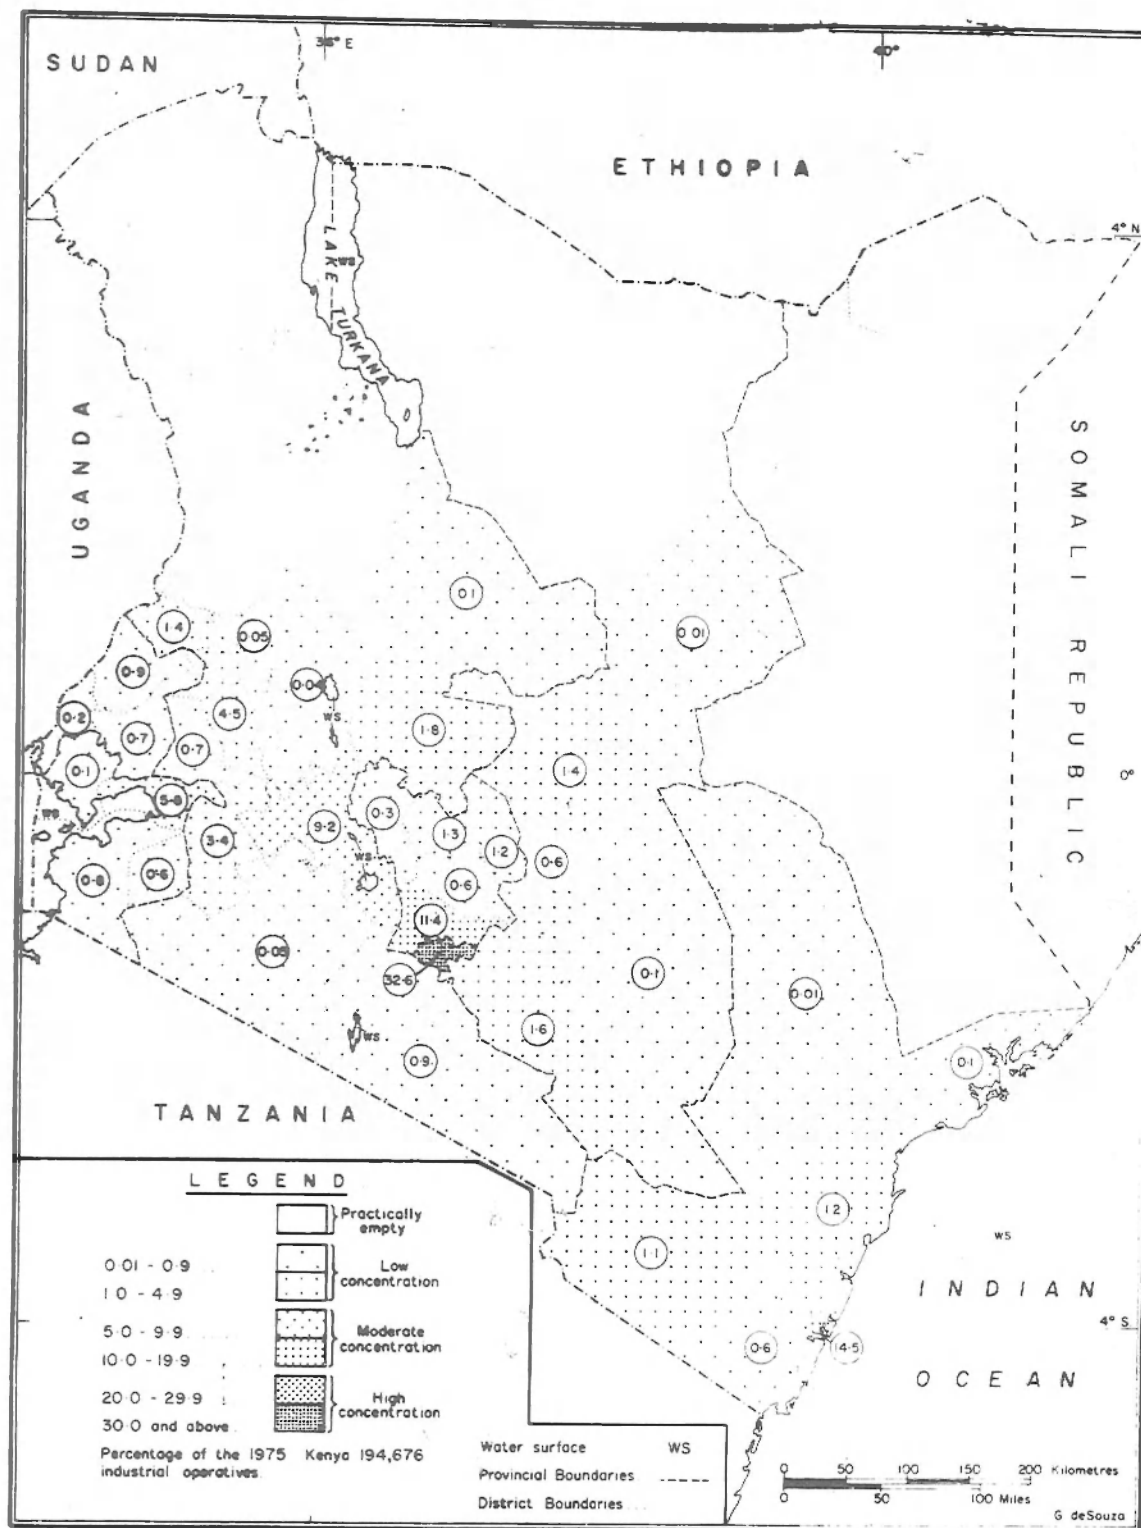 36° E
40°
SUDAN
ETHIOPIA
4° N
LAKE
WS
TURKANA
UGANDA
SOMALI REPUBLIC
0.1
0.01
1.4
0.05
0.9
0.04
0.2
4.5
WS
0.7
0.7
1.8
0.1
1.4
0°
5.8
WS
0.3
9.2
3.4
1.3
1.2
0.6
WS
0.8
0.6
0.6
11.4
0.05
32.6
0.1
0.01
1.6
WS
0.9
0.1
TANZANIA
LEGEND
Practically
empty
0.01 - 0.9
Low
concentration
1.0 - 4.9
5.0 - 9.9
Moderate
concentration
10.0 - 19.9
20.0 - 29.9
High
concentration
30.0 and above
Percentage of the 1975 Kenya 194,676
industrial operatives
1.2
1.1
WS
INDIAN
4° S
0.6
14.5
OCEAN
Water surface WS
Provincial Boundaries
District Boundaries
0 50 100 150 200 Kilometres
0 50 100 Miles
G deSouza